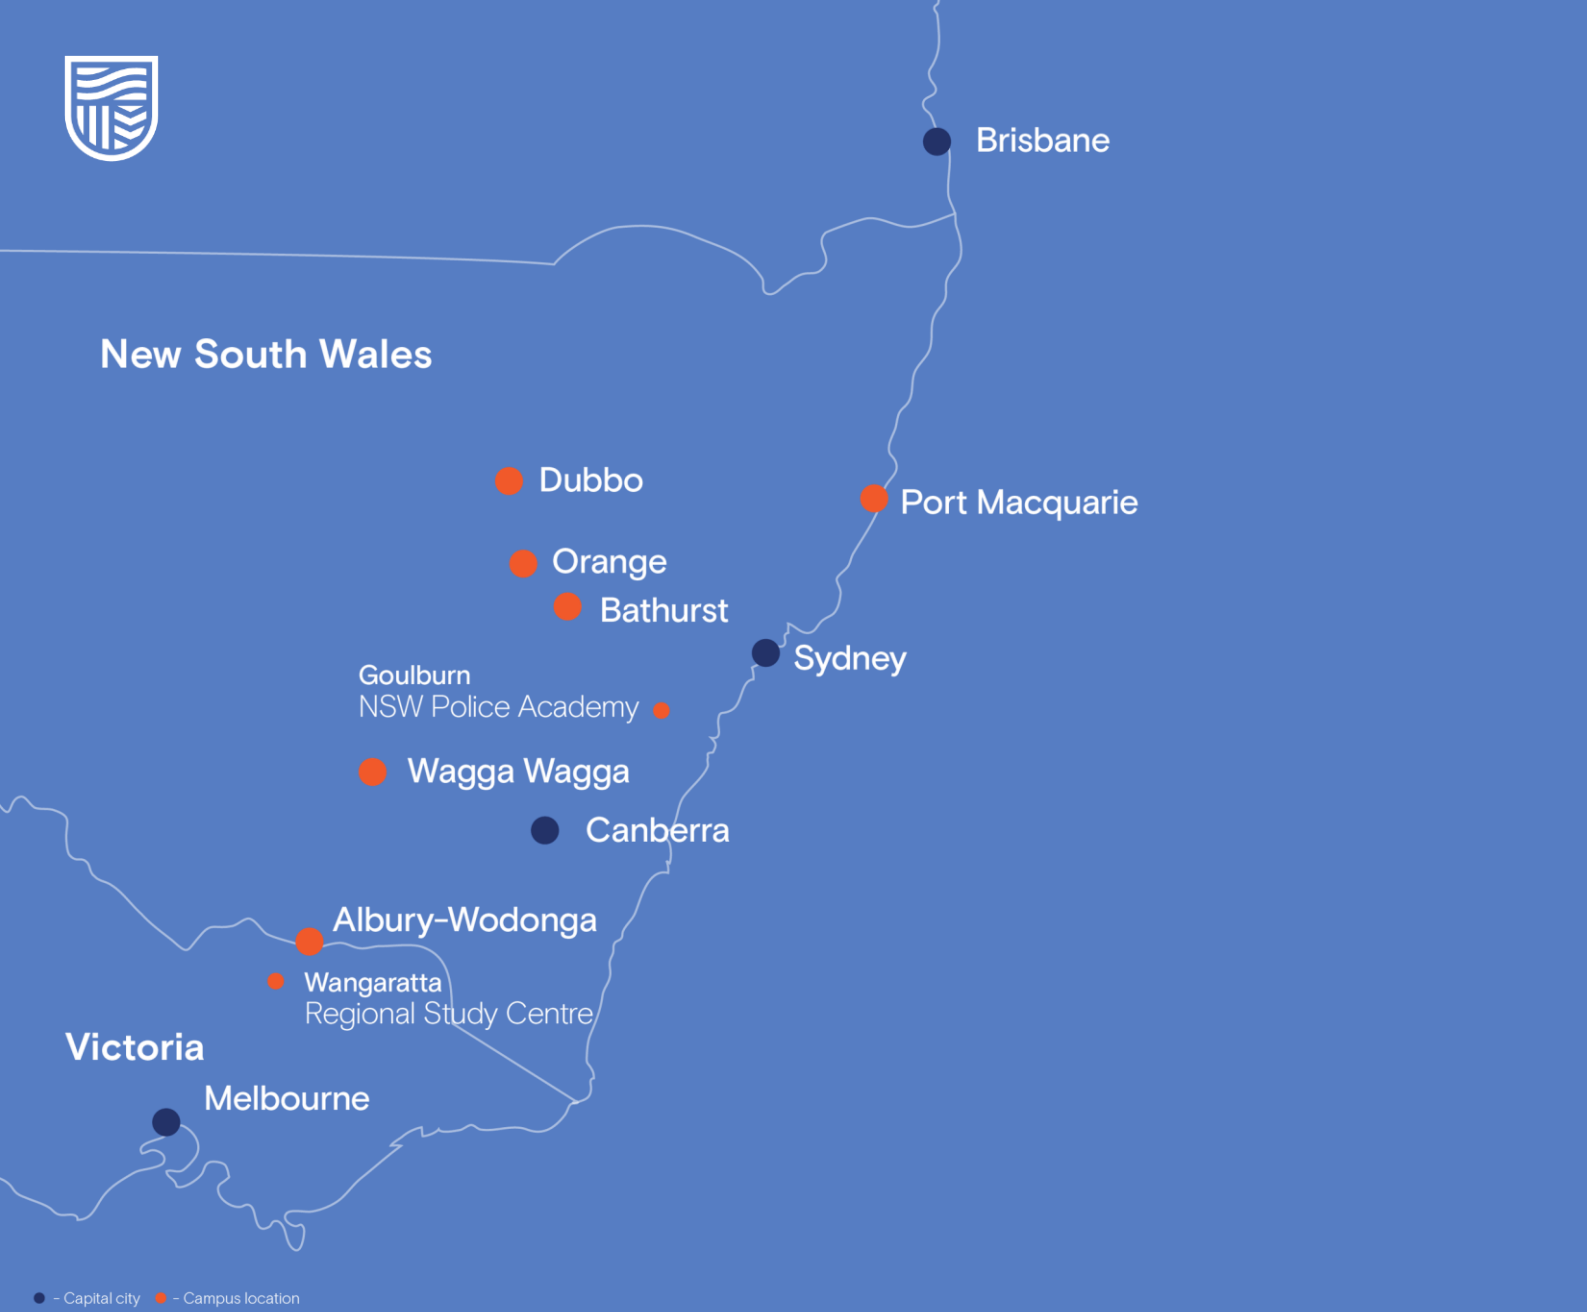 Brisbane
New South Wales
Dubbo
Port Macquarie
Orange
Bathurst
Sydney
Goulburn
NSW Police Academy
Wagga Wagga
Canberra
Albury-Wodonga
Wangaratta
Regional Study Centre
Victoria
Melbourne
- Capital city - Campus location